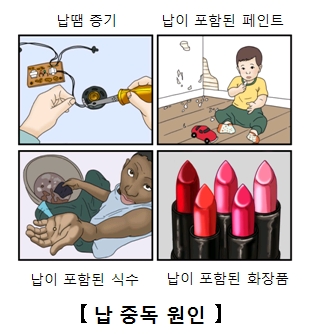 납땜 증기
납이 포함된 페인트
납이 포함된 식수
납이 포함된 화장품
【 납 중독 원인 】